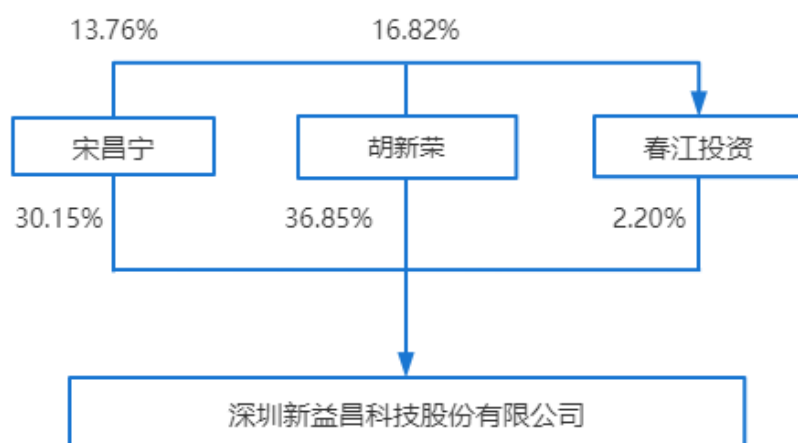 13.76% 16.82%
宋昌宁 胡新荣 春江投资
30.15% 36.85% 2.20%
深圳新益昌科技股份有限公司